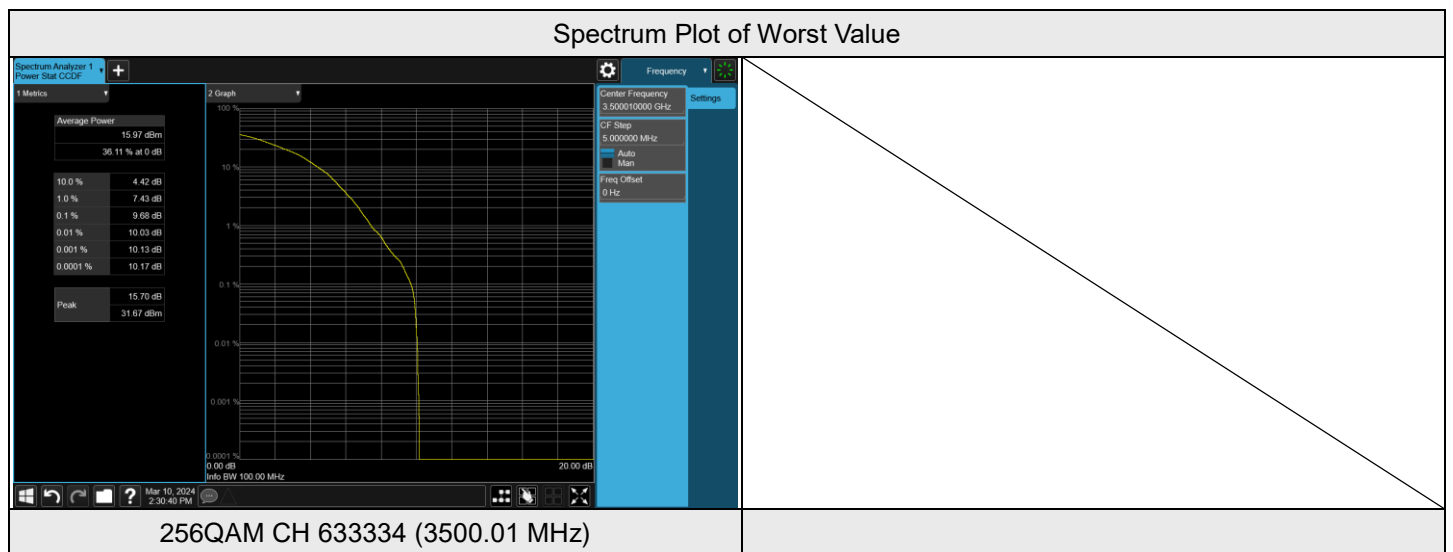 Spectrum Plot of Worst Value
Spectrum Analyzer 1
Power Stat CCDF
Frequency
1 Metrics
2 Graph
Center Frequency
3.500010000 GHz
Settings
CF Step
5.000000 MHz
Auto
Man
Freq Offset
0 Hz
Average Power
15.97 dBm
36.11 % at 0 dB
10.0 % 4.42 dB
1.0 % 7.43 dB
0.1 % 9.68 dB
0.01 % 10.03 dB
0.001 % 10.13 dB
0.0001 % 10.17 dB
Peak
15.70 dB
31.67 dBm
100 %
10 %
1 %
0.1 %
0.01 %
0.001 %
0.0001 %
0.00 dB 20.00 dB
Info BW 100.00 MHz
Mar 10, 2024
2:30:40 PM
256QAM CH 633334 (3500.01 MHz)